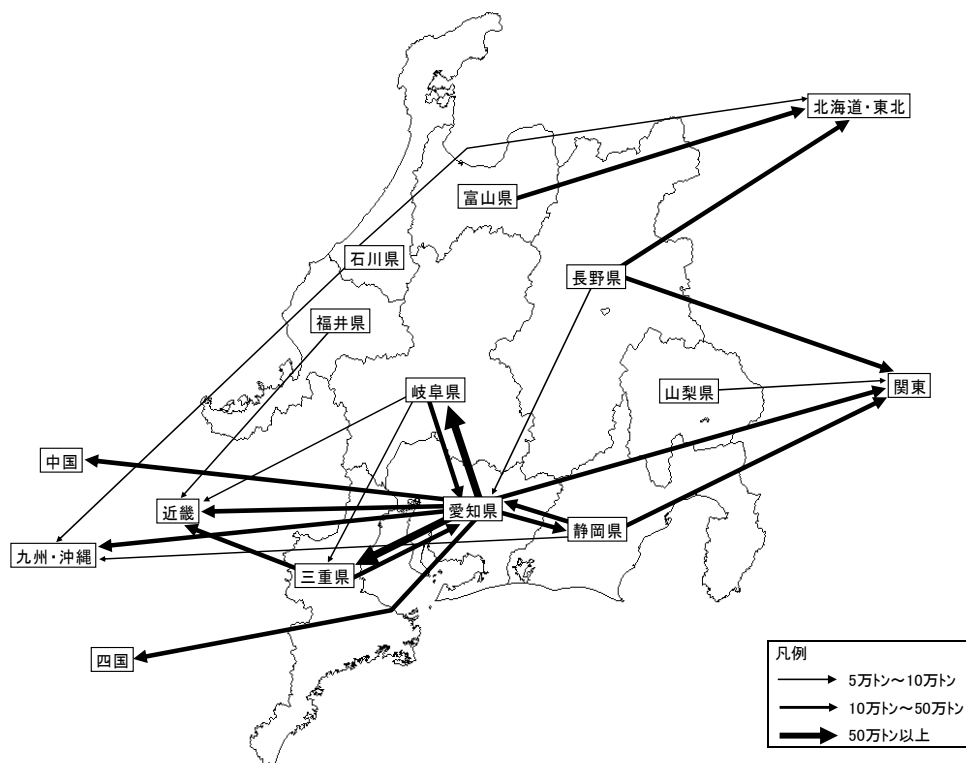 北海道・東北
富山県
石川県
長野県
福井県
岐阜県
山梨県
関東
中国
近畿
愛知県
静岡県
九州・沖縄
三重県
四国
凡例
5万トン～10万トン
10万トン～50万トン
50万トン以上